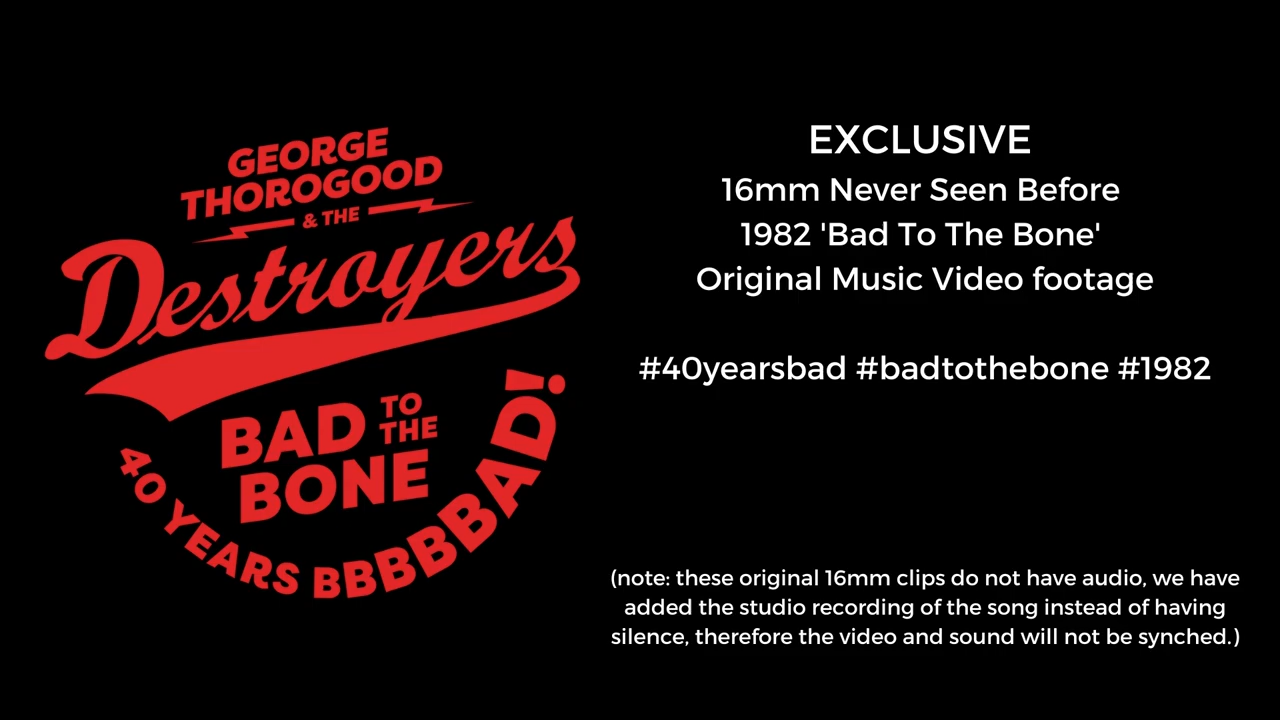 GEORGE
THOROGOOD
& THE
Destroyers
BAD TO THE
BONE
40 YEARS BBBBBAD!
EXCLUSIVE
16mm Never Seen Before
1982 'Bad To The Bone'
Original Music Video footage
#40yearsbad #badtothebone #1982
(note: these original 16mm clips do not have audio, we have
added the studio recording of the song instead of having
silence, therefore the video and sound will not be synched.)